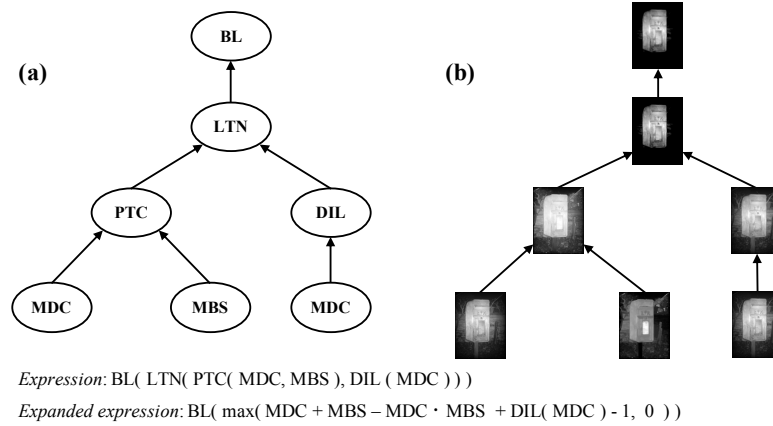 BL
(a)
(b)
LTN
PTC
DIL
MDC
MBS
MDC
Expression: BL( LTN( PTC( MDC, MBS ), DIL ( MDC ) ) )
Expanded expression: BL( max( MDC + MBS – MDC · MBS + DIL( MDC ) - 1, 0 ) )